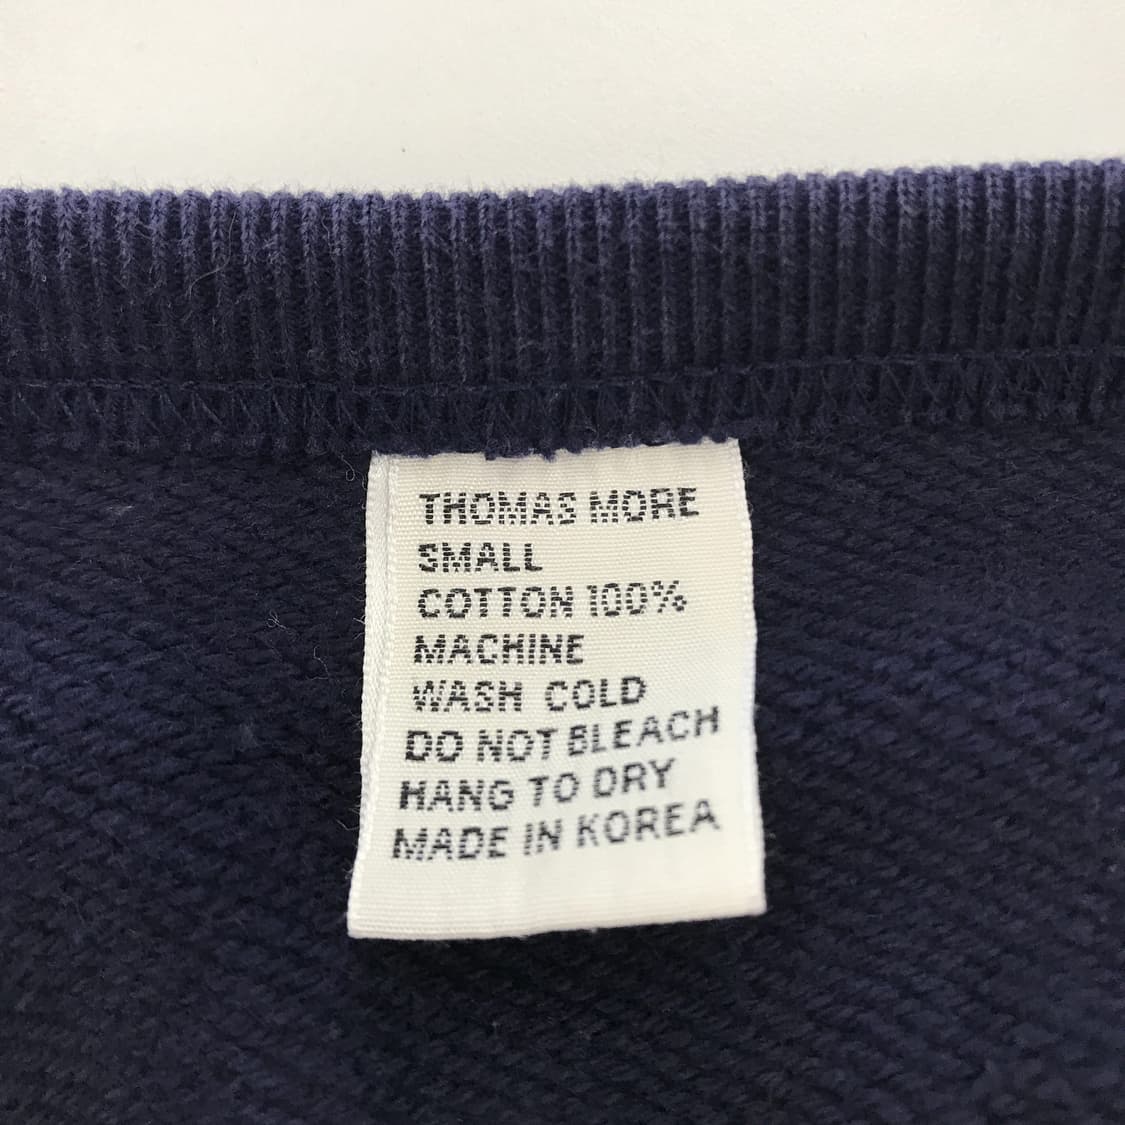 THOMAS MORE
SMALL
COTTON 100%
MACHINE
WASH COLD
DO NOT BLEACH
HANG TO DRY
MADE IN KOREA